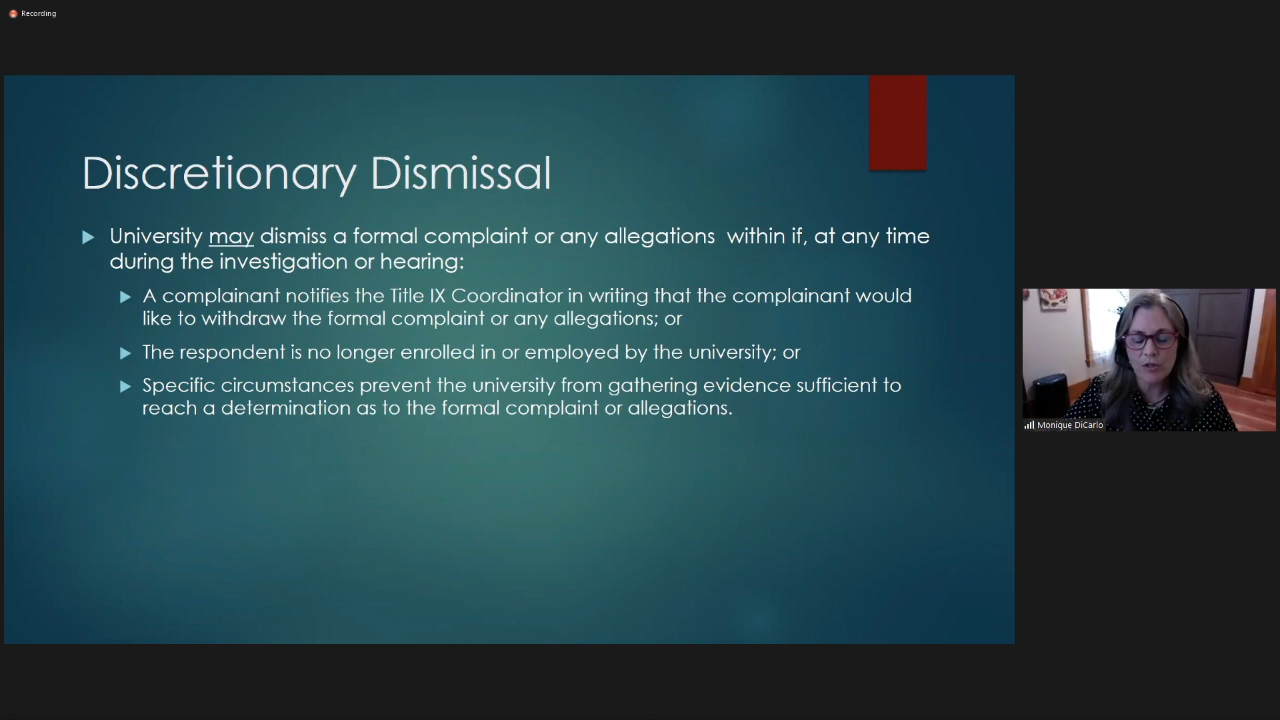 Recording
Discretionary Dismissal
University may dismiss a formal complaint or any allegations within if, at any time
during the investigation or hearing:
A complainant notifies the Title IX Coordinator in writing that the complainant would
like to withdraw the formal complaint or any allegations; or
The respondent is no longer enrolled in or employed by the university; or
Specific circumstances prevent the university from gathering evidence sufficient to
reach a determination as to the formal complaint or allegations.
Monique DiCarlo